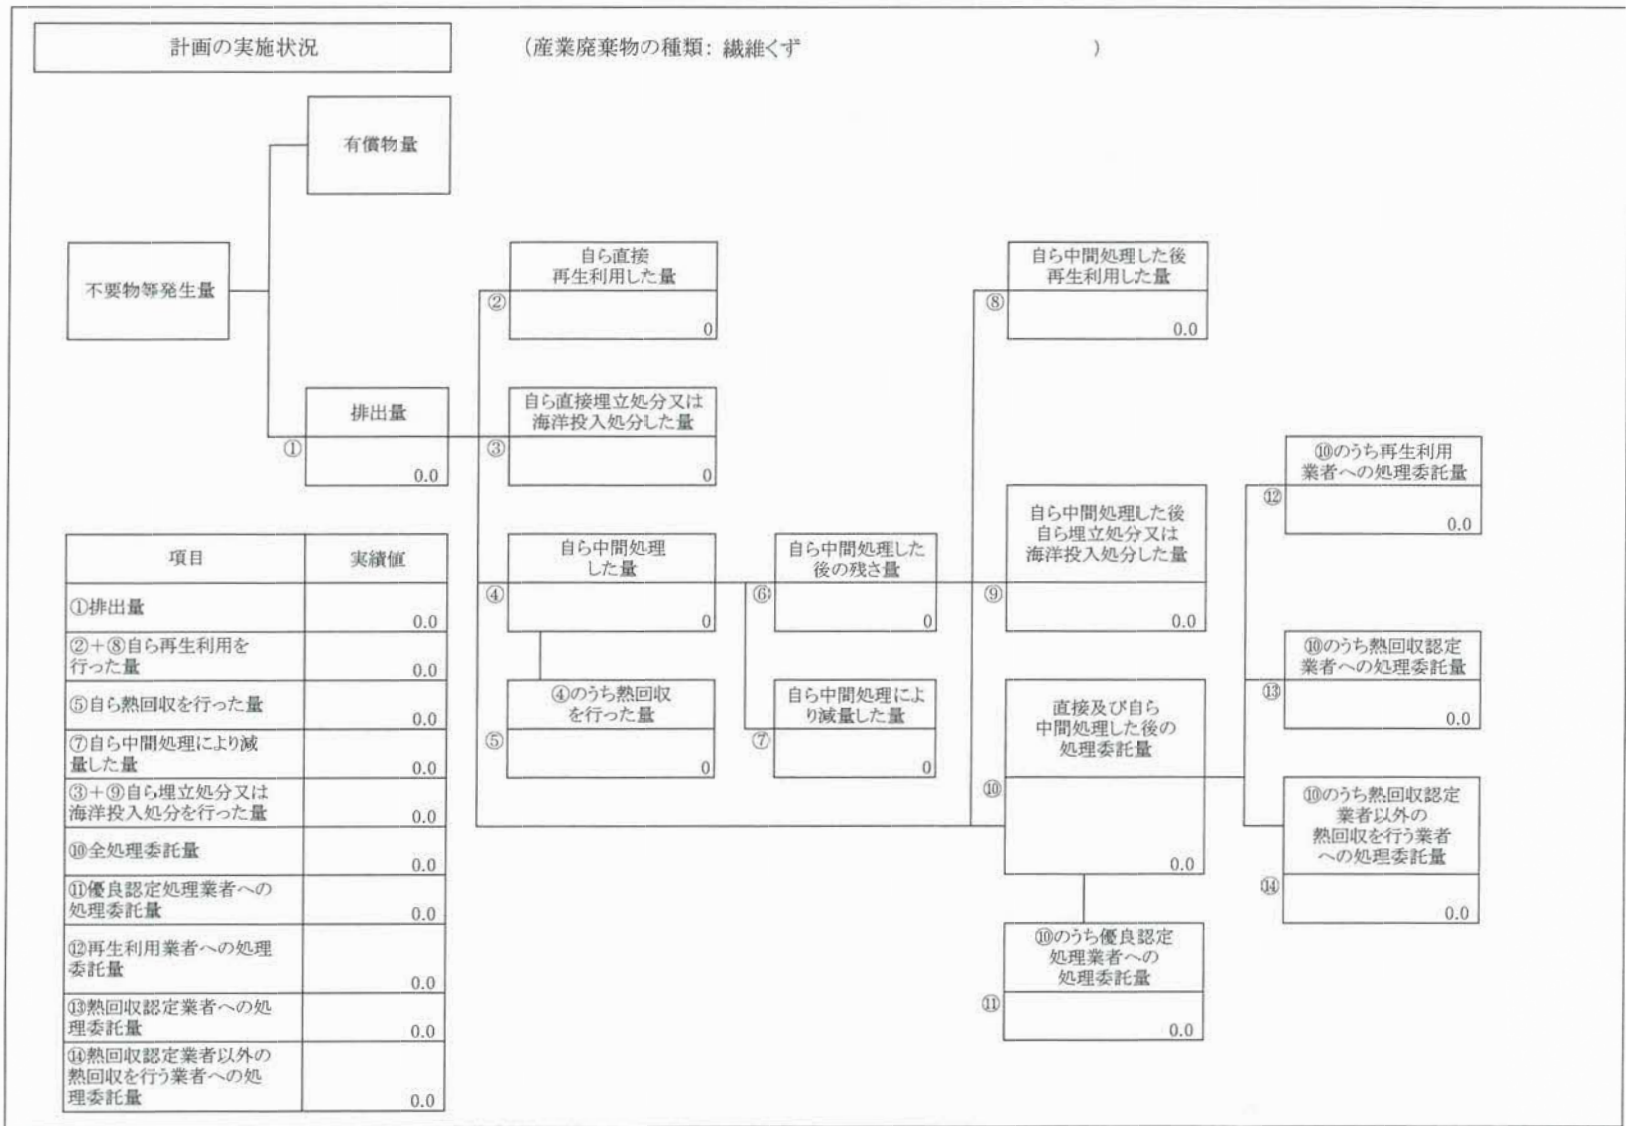 計画の実施状況
(産業廃棄物の種類: 繊維くず )
有償物量
不要物等発生量
排出量
①
0.0
自ら直接
再生利用した量
②
0
自ら直接埋立処分又は
海洋投入処分した量
③
0
自ら中間処理
した量
④
0
④のうち熱回収
を行った量
⑤
0
自ら中間処理した
後の残さ量
⑥
0
自ら中間処理によ
り減量した量
⑦
0
自ら中間処理した後
再生利用した量
⑧
0.0
自ら中間処理した後
自ら埋立処分又は
海洋投入処分した量
⑨
0.0
直接及び自ら
中間処理した後の
処理委託量
⑩
0.0
⑩のうち優良認定
処理業者への
処理委託量
⑪
0.0
⑩のうち再生利用
業者への処理委託量
⑫
0.0
⑩のうち熱回収認定
業者への処理委託量
⑬
0.0
⑩のうち熱回収認定
業者以外の
熱回収を行う業者
への処理委託量
⑭
0.0
項目 実績値
①排出量
0.0
②+⑧自ら再生利用を
行った量 0.0
⑤自ら熱回収を行った量
0.0
⑦自ら中間処理により減
量した量 0.0
③+⑨自ら埋立処分又は
海洋投入処分を行った量 0.0
⑩全処理委託量
0.0
⑪優良認定処理業者への
処理委託量 0.0
⑫再生利用業者への処理
委託量
0.0
⑬熱回収認定業者への処
理委託量 0.0
⑭熱回収認定業者以外の
熱回収を行う業者への処
理委託量 0.0